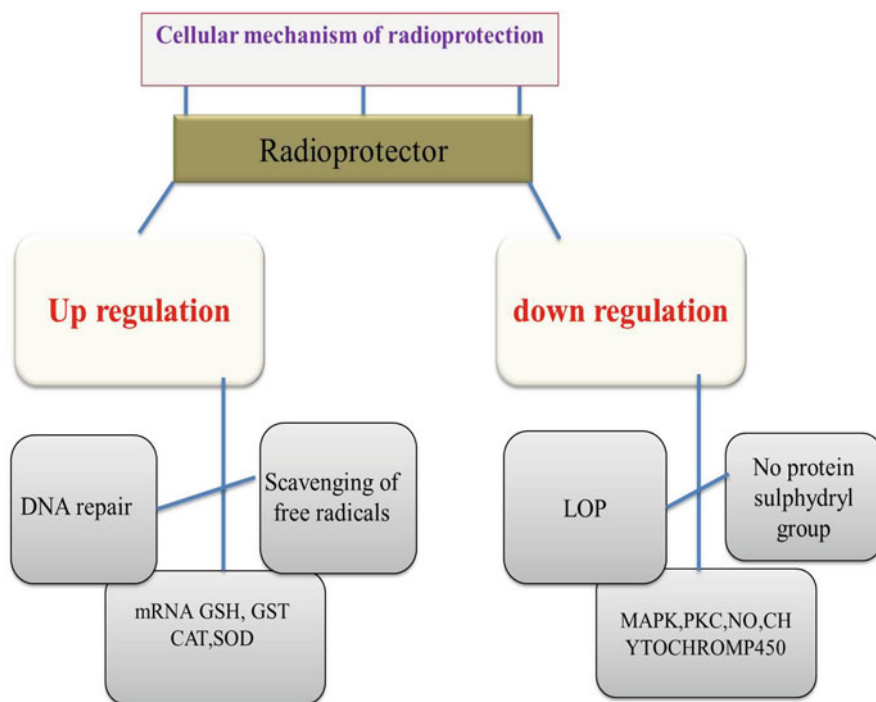 Cellular mechanism of radioprotection
Radioprotector
Up regulation
down regulation
DNA repair
Scavenging of
free radicals
mRNA GSH, GST
CAT,SOD
LOP
No protein
sulphydryl
group
MAPK,PKC,NO,CH
YTOCHROMP450